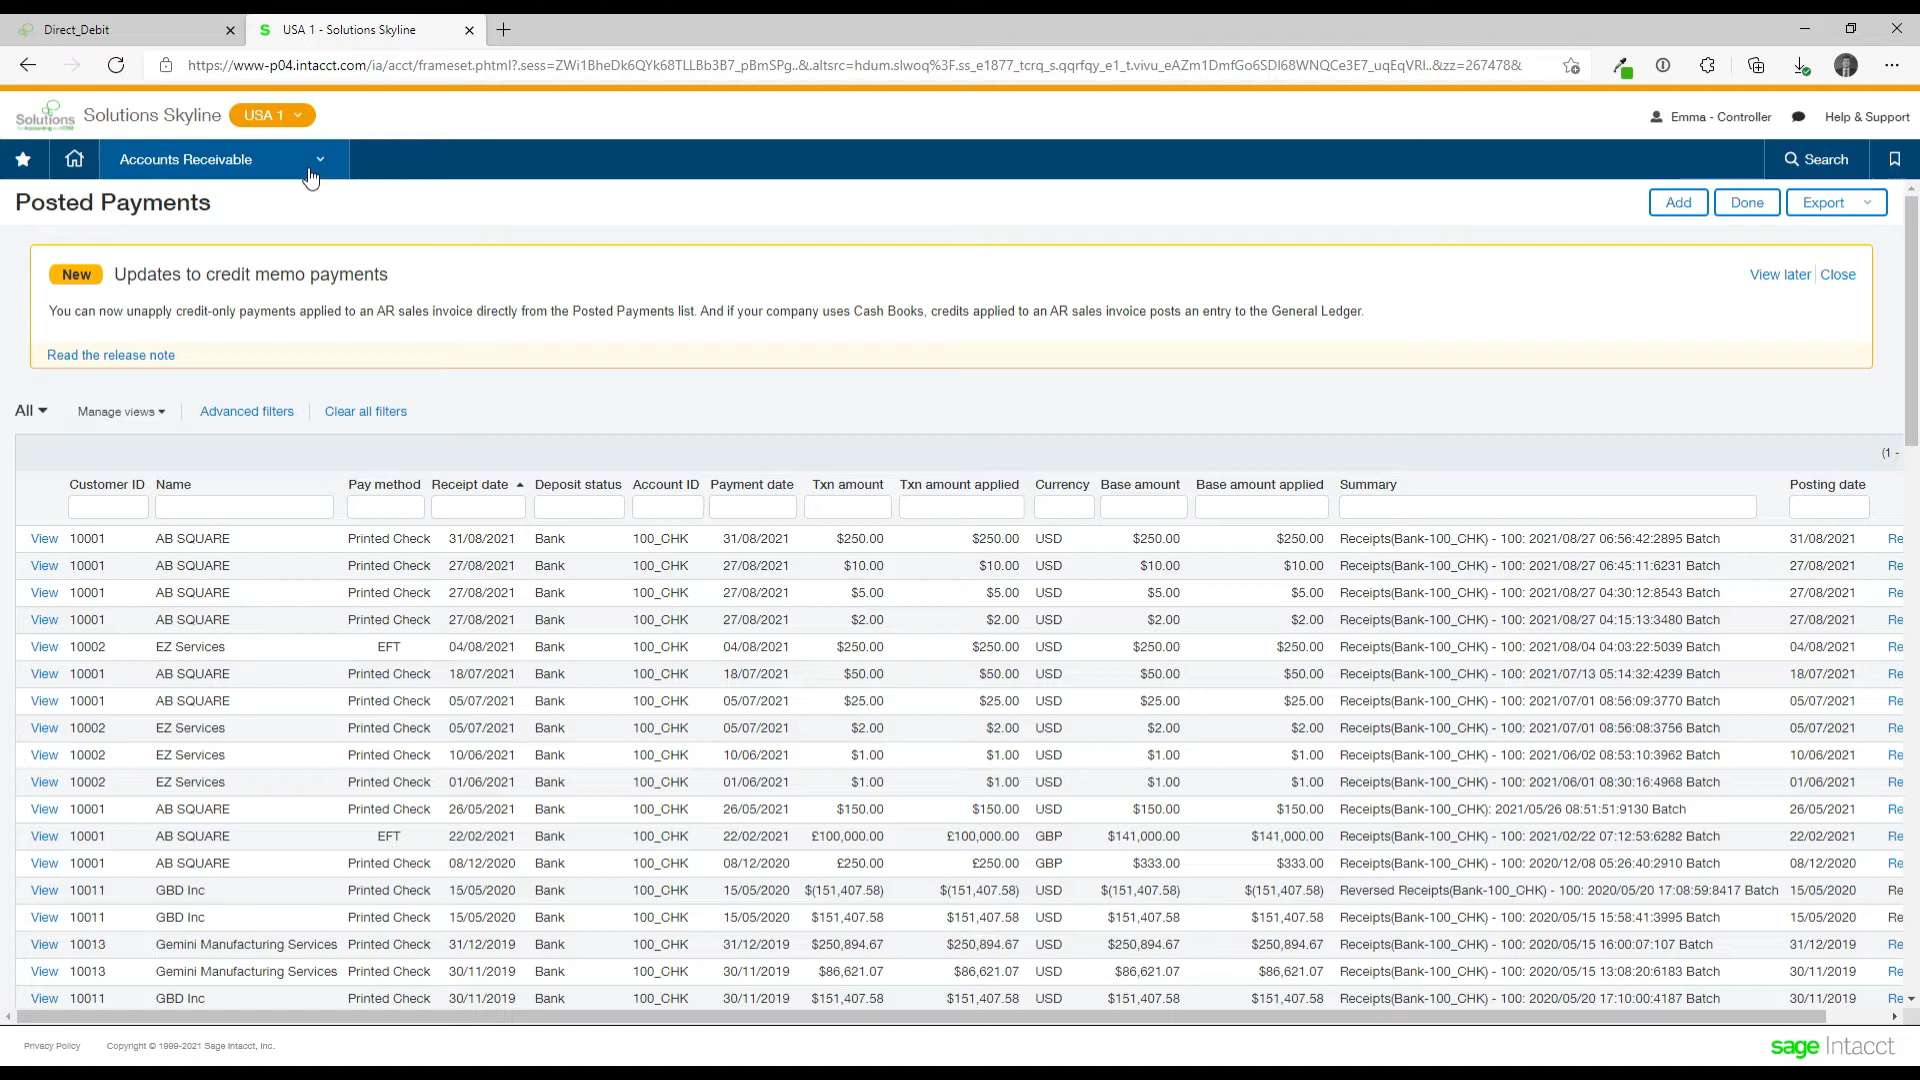 Direct_Debit
USA 1 - Solutions Skyline
https://www-p04.intacct.com/ia/acct/frameset.phtml?.sess=ZWi1BheDk6QYk68TLLBb3B7_pBmSPg..&.altsrc=hdum.slwoq%3F.ss_e1877_tcrq_s.qqrfqy_e1_t.vivu_eAZm1DmfGo6SDl68WNQCe3E7_uqEqVRl..&zz=267478&
Solutions Solutions Skyline USA 1
Emma - Controller Help & Support
Accounts Receivable Search
Posted Payments Add Done Export
New Updates to credit memo payments View later Close
You can now unapply credit-only payments applied to an AR sales invoice directly from the Posted Payments list. And if your company uses Cash Books, credits applied to an AR sales invoice posts an entry to the General Ledger.
Read the release note
All Manage views Advanced filters Clear all filters
(1 -
Customer ID Name Pay method Receipt date Deposit status Account ID Payment date Txn amount Txn amount applied Currency Base amount Base amount applied Summary Posting date
View 10001 AB SQUARE Printed Check 31/08/2021 Bank 100_CHK 31/08/2021 $250.00 $250.00 USD $250.00 $250.00 Receipts(Bank-100_CHK) - 100: 2021/08/27 06:56:42:2895 Batch 31/08/2021 Re
View 10001 AB SQUARE Printed Check 27/08/2021 Bank 100_CHK 27/08/2021 $10.00 $10.00 USD $10.00 $10.00 Receipts(Bank-100_CHK) - 100: 2021/08/27 06:45:11:6231 Batch 27/08/2021 Re
View 10001 AB SQUARE Printed Check 27/08/2021 Bank 100_CHK 27/08/2021 $5.00 $5.00 USD $5.00 $5.00 Receipts(Bank-100_CHK) - 100: 2021/08/27 04:30:12:8543 Batch 27/08/2021 Re
View 10001 AB SQUARE Printed Check 27/08/2021 Bank 100_CHK 27/08/2021 $2.00 $2.00 USD $2.00 $2.00 Receipts(Bank-100_CHK) - 100: 2021/08/27 04:15:13:3480 Batch 27/08/2021 Re
View 10002 EZ Services EFT 04/08/2021 Bank 100_CHK 04/08/2021 $250.00 $250.00 USD $250.00 $250.00 Receipts(Bank-100_CHK) - 100: 2021/08/04 04:03:22:5039 Batch 04/08/2021 Re
View 10001 AB SQUARE Printed Check 18/07/2021 Bank 100_CHK 18/07/2021 $50.00 $50.00 USD $50.00 $50.00 Receipts(Bank-100_CHK) - 100: 2021/07/13 05:14:32:4239 Batch 18/07/2021 Re
View 10001 AB SQUARE Printed Check 05/07/2021 Bank 100_CHK 05/07/2021 $25.00 $25.00 USD $25.00 $25.00 Receipts(Bank-100_CHK) - 100: 2021/07/01 08:56:09:3770 Batch 05/07/2021 Re
View 10002 EZ Services Printed Check 05/07/2021 Bank 100_CHK 05/07/2021 $2.00 $2.00 USD $2.00 $2.00 Receipts(Bank-100_CHK) - 100: 2021/07/01 08:56:08:3756 Batch 05/07/2021 Re
View 10002 EZ Services Printed Check 10/06/2021 Bank 100_CHK 10/06/2021 $1.00 $1.00 USD $1.00 $1.00 Receipts(Bank-100_CHK) - 100: 2021/06/02 08:53:10:3962 Batch 10/06/2021 Re
View 10002 EZ Services Printed Check 01/06/2021 Bank 100_CHK 01/06/2021 $1.00 $1.00 USD $1.00 $1.00 Receipts(Bank-100_CHK) - 100: 2021/06/01 08:30:16:4968 Batch 01/06/2021 Re
View 10001 AB SQUARE Printed Check 26/05/2021 Bank 100_CHK 26/05/2021 $150.00 $150.00 USD $150.00 $150.00 Receipts(Bank-100_CHK): 2021/05/26 08:51:51:9130 Batch 26/05/2021 Re
View 10001 AB SQUARE EFT 22/02/2021 Bank 100_CHK 22/02/2021 £100,000.00 £100,000.00 GBP $141,000.00 $141,000.00 Receipts(Bank-100_CHK) - 100: 2021/02/22 07:12:53:6282 Batch 22/02/2021 Re
View 10001 AB SQUARE Printed Check 08/12/2020 Bank 100_CHK 08/12/2020 £250.00 £250.00 GBP $333.00 $333.00 Receipts(Bank-100_CHK) - 100: 2020/12/08 05:26:40:2910 Batch 08/12/2020 Re
View 10011 GBD Inc Printed Check 15/05/2020 Bank 100_CHK 15/05/2020 $(151,407.58) $(151,407.58) USD $(151,407.58) $(151,407.58) Reversed Receipts(Bank-100_CHK) - 100: 2020/05/20 17:08:59:8417 Batch 15/05/2020 Re
View 10011 GBD Inc Printed Check 15/05/2020 Bank 100_CHK 15/05/2020 $151,407.58 $151,407.58 USD $151,407.58 $151,407.58 Receipts(Bank-100_CHK) - 100: 2020/05/15 15:58:41:3995 Batch 15/05/2020 Re
View 10013 Gemini Manufacturing Services Printed Check 31/12/2019 Bank 100_CHK 31/12/2019 $250,894.67 $250,894.67 USD $250,894.67 $250,894.67 Receipts(Bank-100_CHK) - 100: 2020/05/15 16:00:07:107 Batch 31/12/2019 Re
View 10013 Gemini Manufacturing Services Printed Check 30/11/2019 Bank 100_CHK 30/11/2019 $86,621.07 $86,621.07 USD $86,621.07 $86,621.07 Receipts(Bank-100_CHK) - 100: 2020/05/15 13:08:20:6183 Batch 30/11/2019 Re
View 10011 GBD Inc Printed Check 30/11/2019 Bank 100_CHK 30/11/2019 $151,407.58 $151,407.58 USD $151,407.58 $151,407.58 Receipts(Bank-100_CHK) - 100: 2020/05/20 17:10:00:4187 Batch 30/11/2019 Re
Privacy Policy Copyright © 1999-2021 Sage Intacct, Inc. sage Intacct